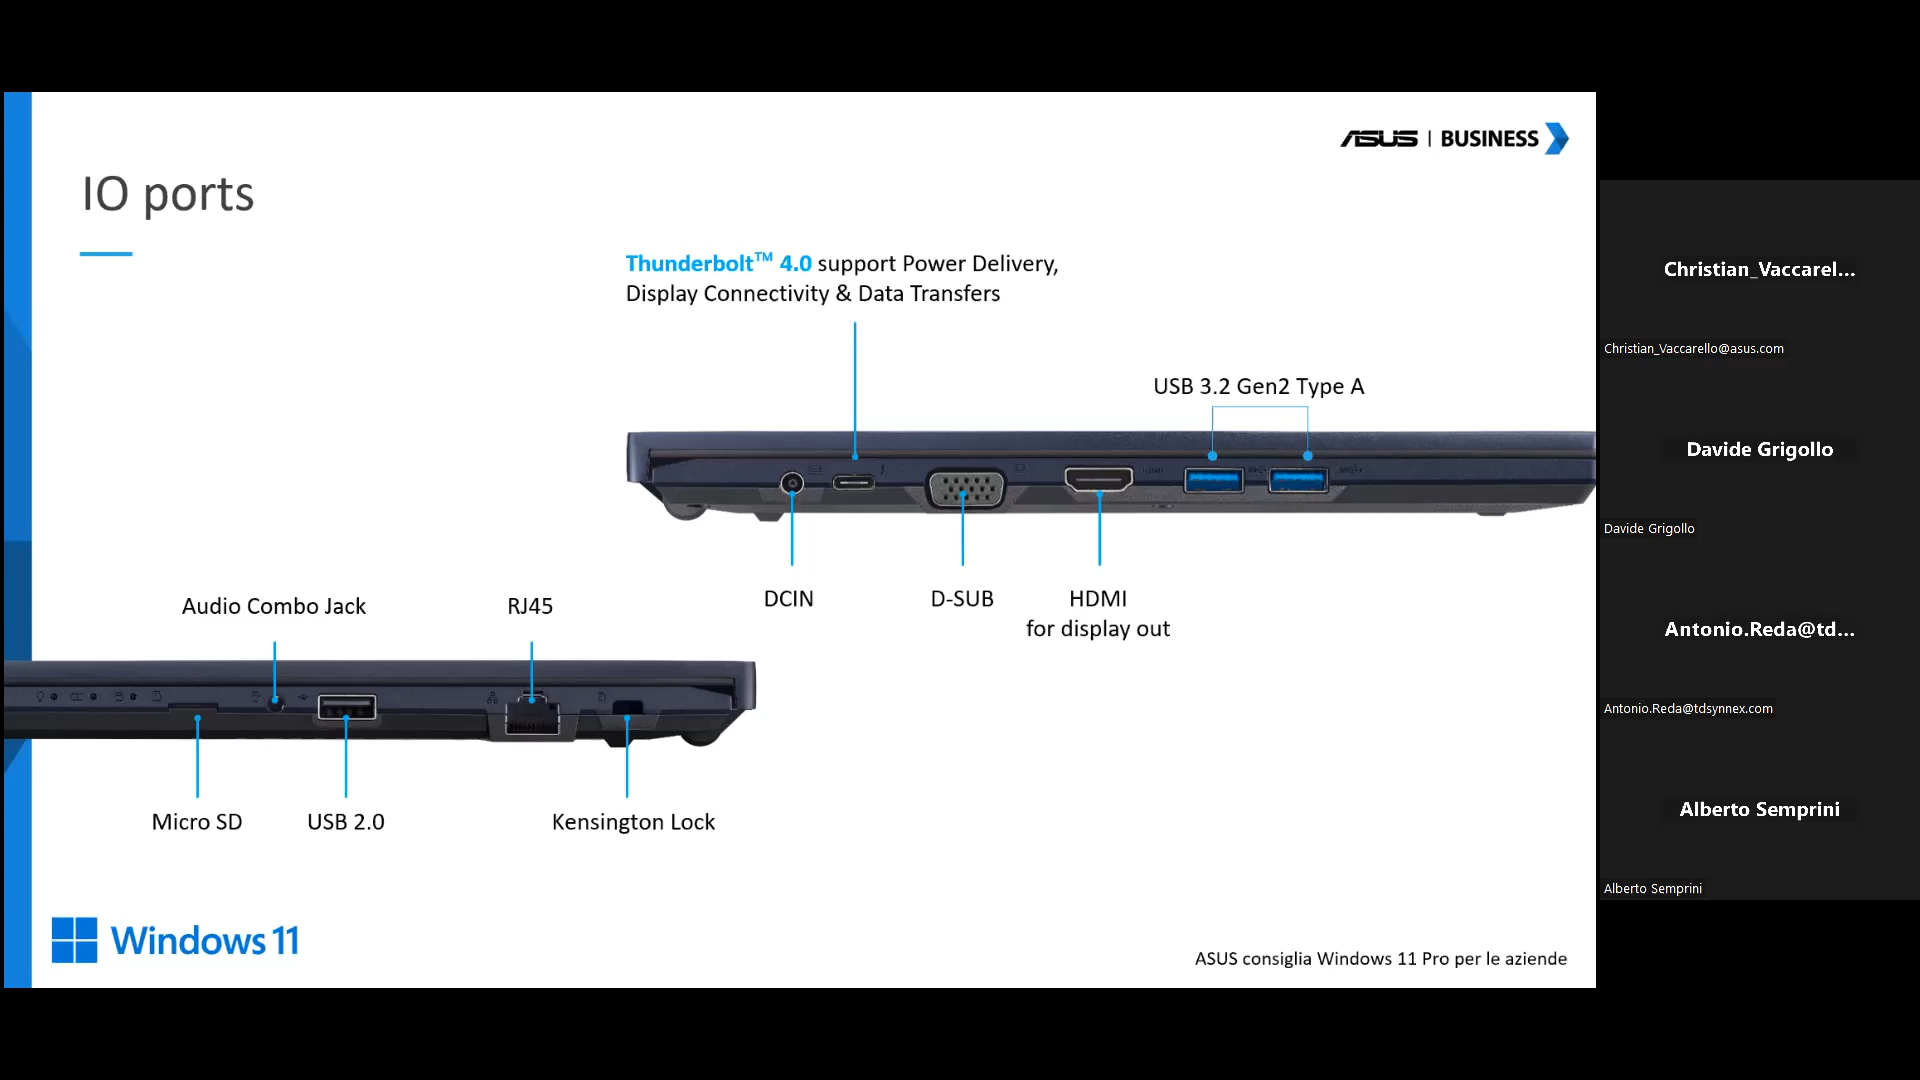 ASUS | BUSINESS
IO ports
Thunderbolt™ 4.0 support Power Delivery,
Display Connectivity & Data Transfers
USB 3.2 Gen2 Type A
HDMI
DCIN
D-SUB
HDMI
for display out
Audio Combo Jack
RJ45
Micro SD
USB 2.0
Kensington Lock
Windows 11
ASUS consiglia Windows 11 Pro per le aziende
Christian_Vaccarel...
Christian_Vaccarello@asus.com
Davide Grigollo
Davide Grigollo
Antonio.Reda@td...
Antonio.Reda@tdsynnex.com
Alberto Semprini
Alberto Semprini